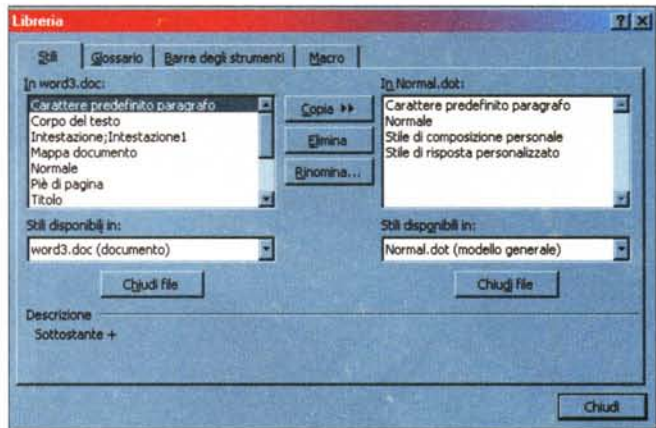 Libreria
Stili Glossario Barre degli strumenti Macro
In word3.doc:
Carattere predefinito paragrafo
Corpo del testo
Intestazione;Intestazione1
Mappa documento
Normale
Piè di pagina
Titolo
Stili disponibili in:
word3.doc (documento)
Chiudi file
Copia
Elimina
Rinomina...
In Normal.dot:
Carattere predefinito paragrafo
Normale
Stile di composizione personale
Stile di risposta personalizzato
Stili disponibili in:
Normal.dot (modello generale)
Chiudi file
Descrizione
Sottostante +
Chiudi